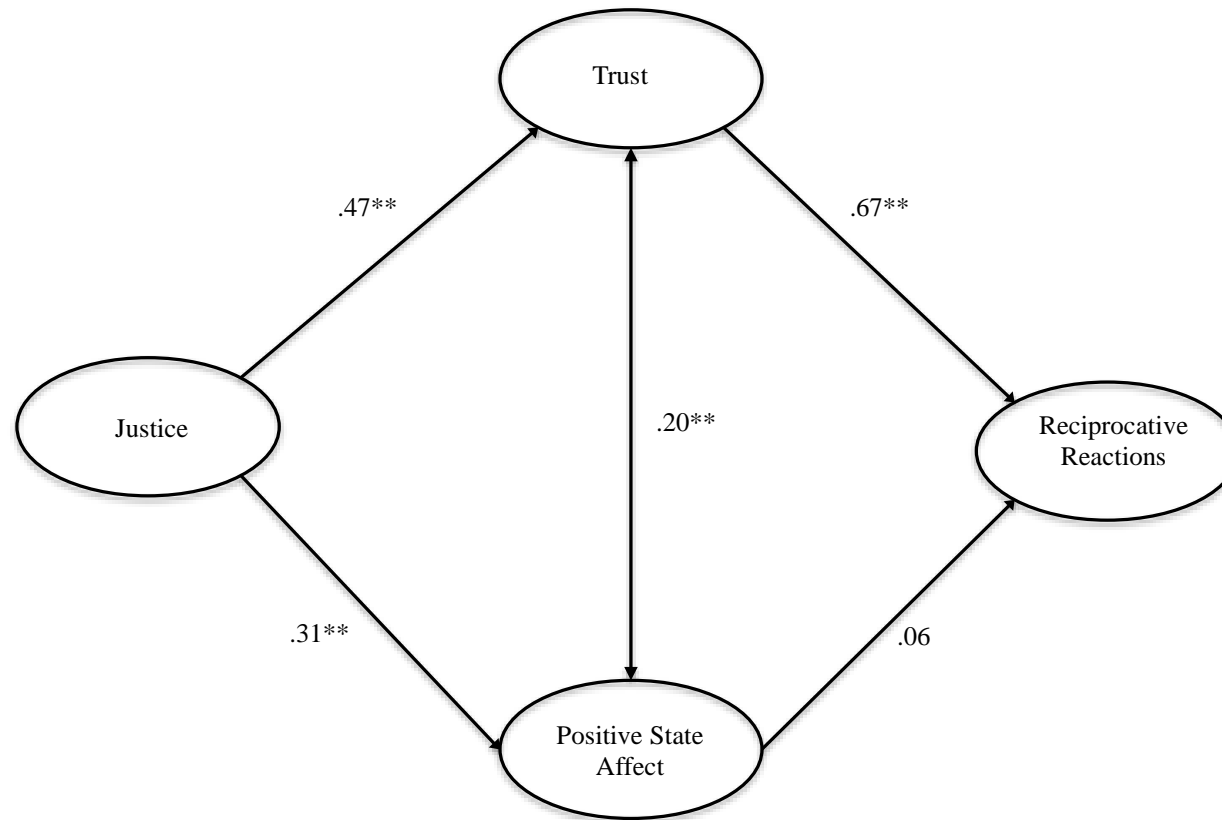 Trust
.47**
.67**
Justice
.20**
Reciprocative
Reactions
.31**
.06
Positive State
Affect